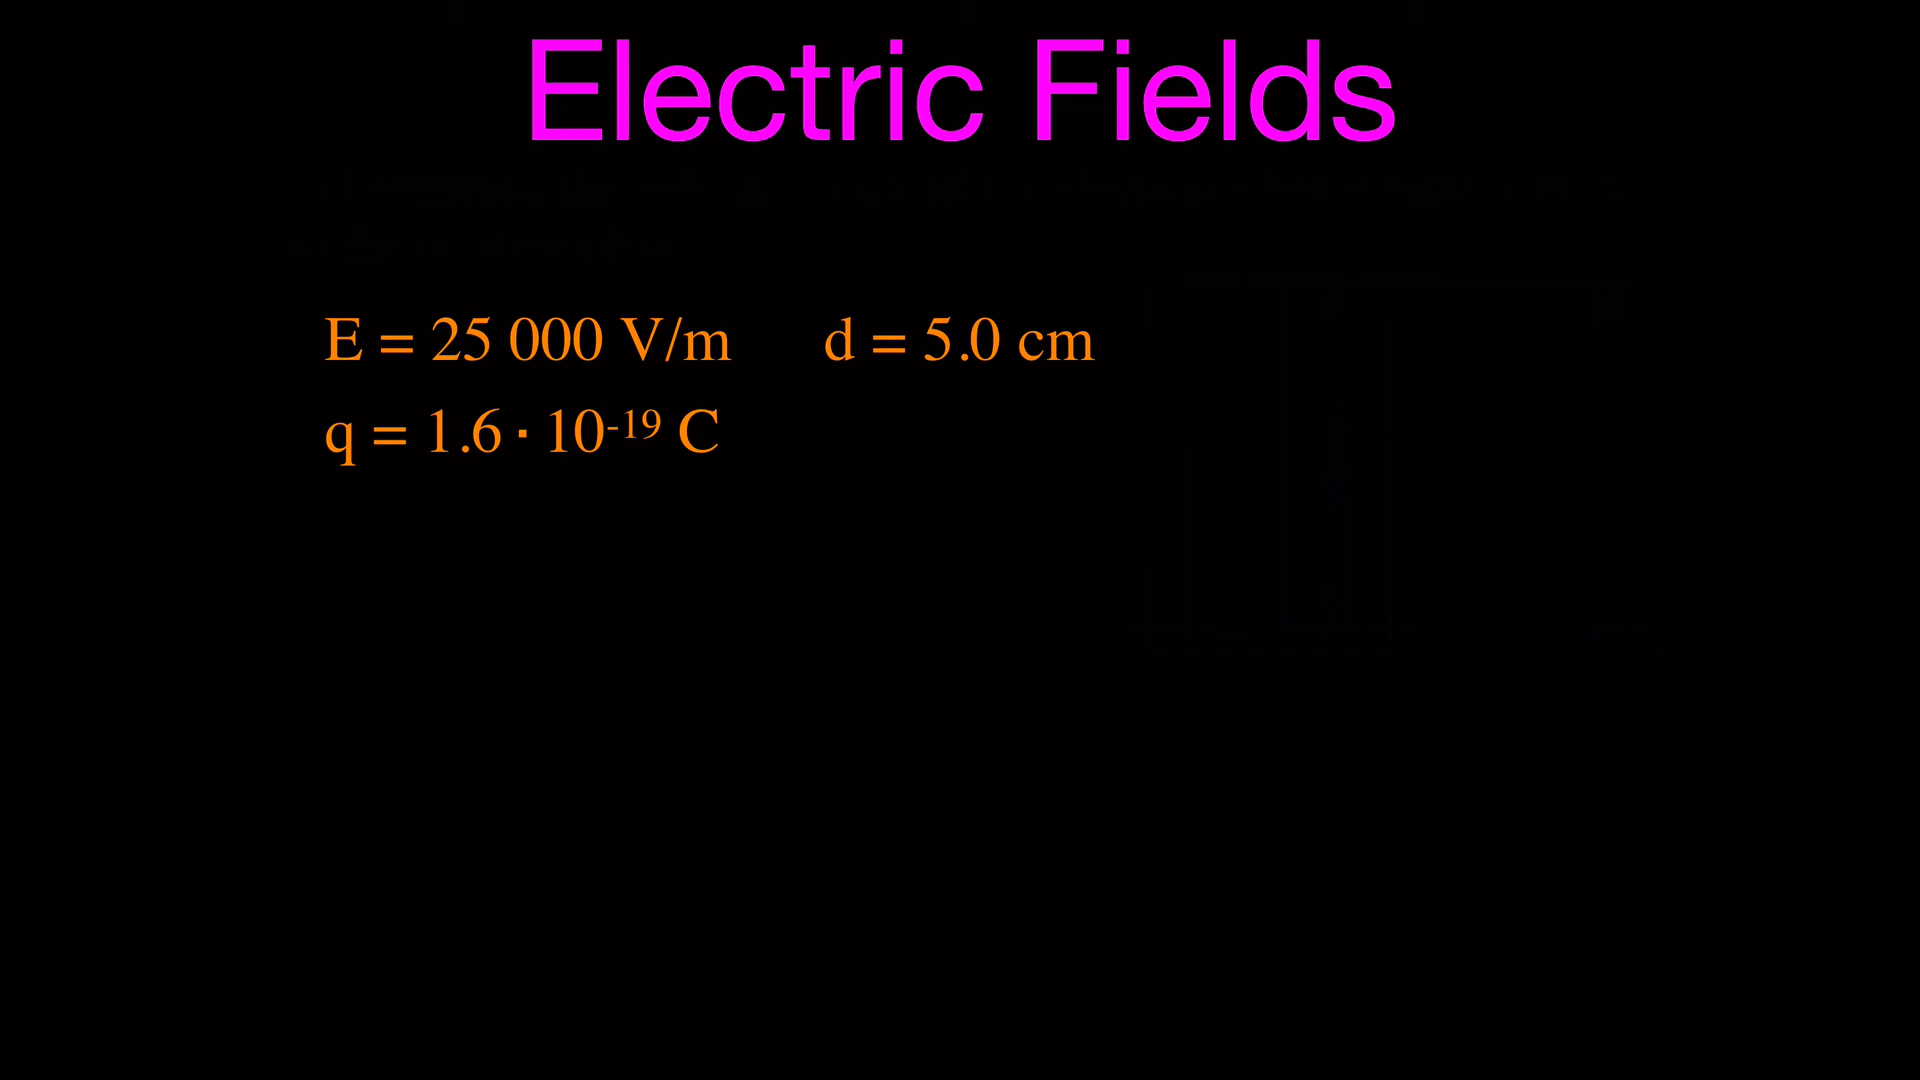 Electric Fields
E = 25 000 V/m d = 5.0 cm
q = 1.6 · 10⁻¹⁹ C